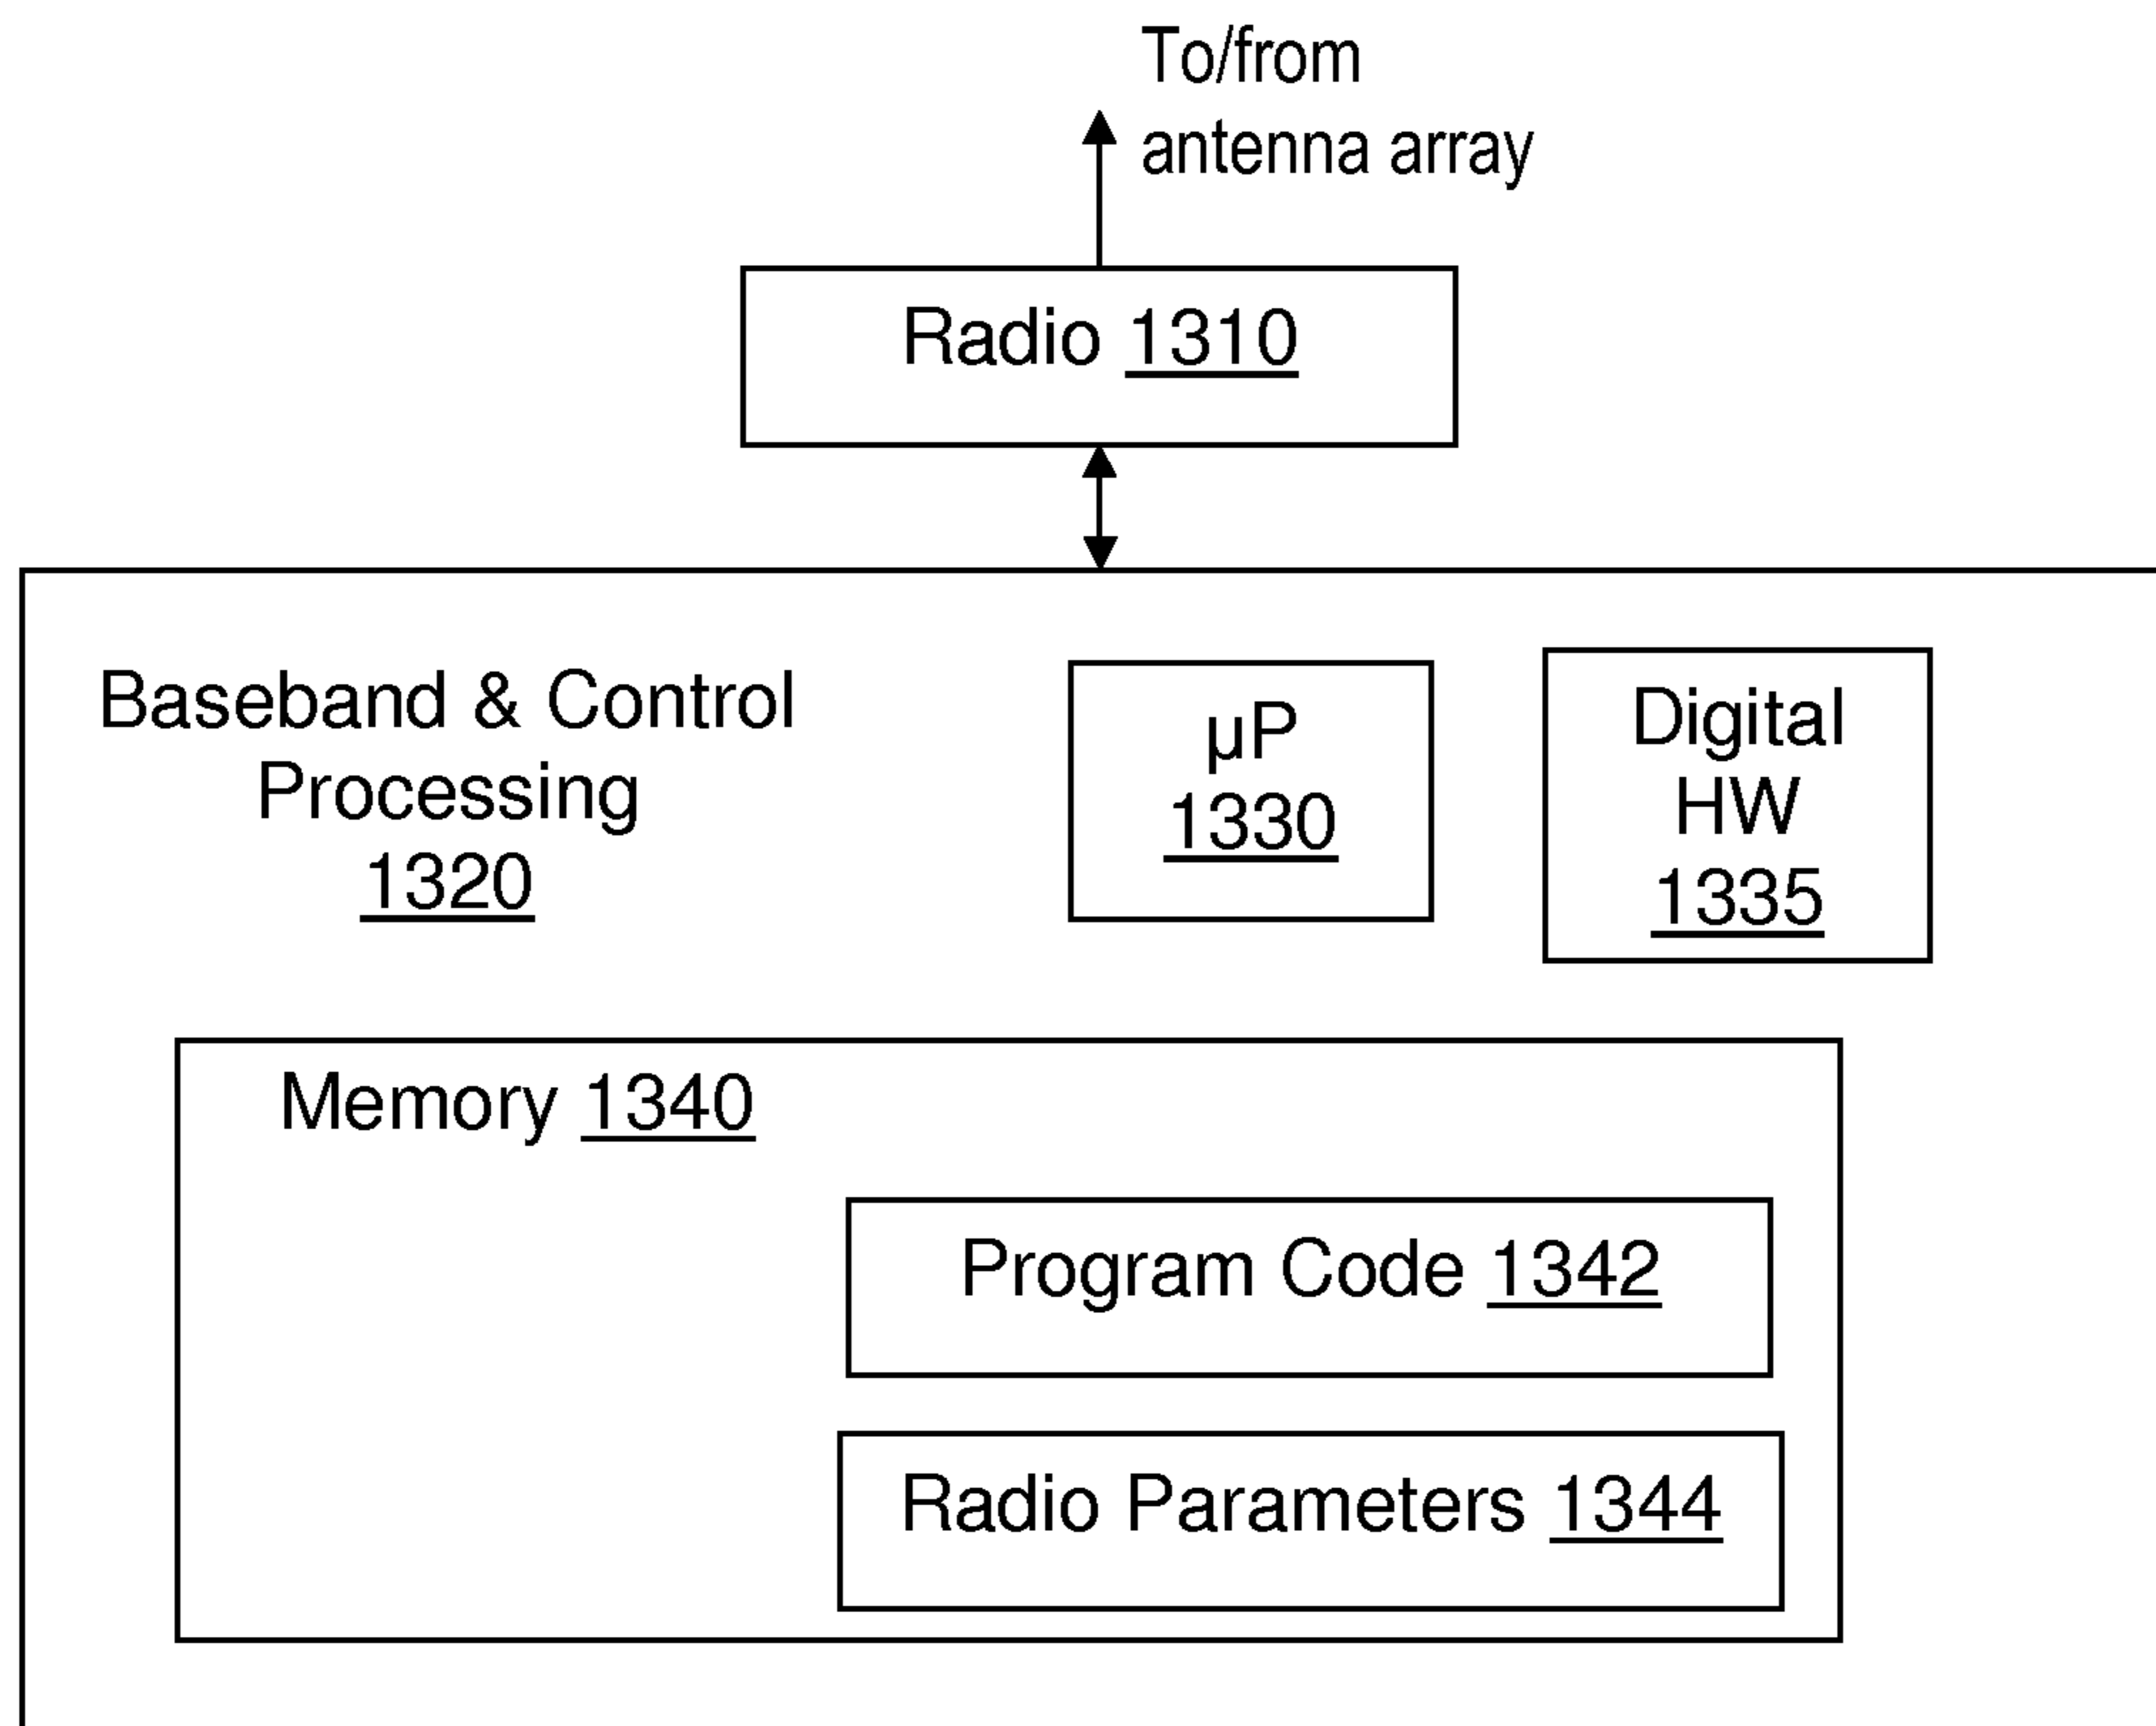 To/from
antenna array
Radio 1310
Baseband & Control
Processing
1320
µP
1330
Digital
HW
1335
Memory 1340
Program Code 1342
Radio Parameters 1344